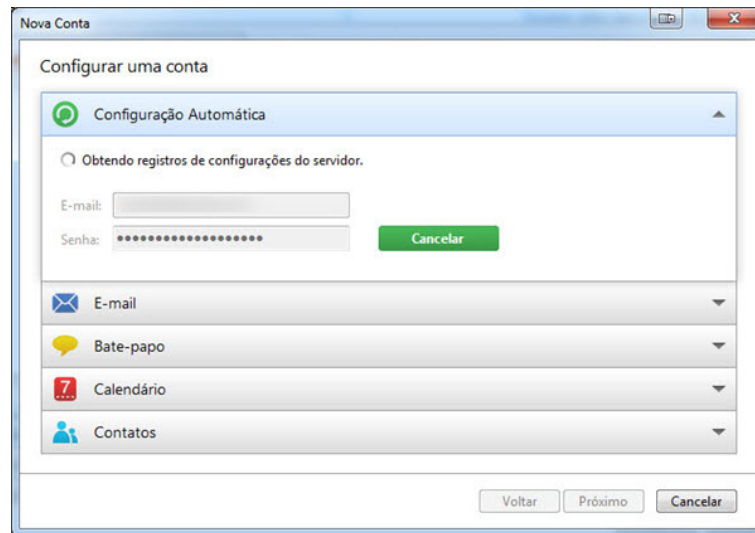 Nova Conta
Configurar uma conta
Configuração Automática
Obtendo registros de configurações do servidor.
E-mail:
Senha: •••••••••••••••••••
Cancelar
E-mail
Bate-papo
7 Calendário
Contatos
Voltar Próximo Cancelar